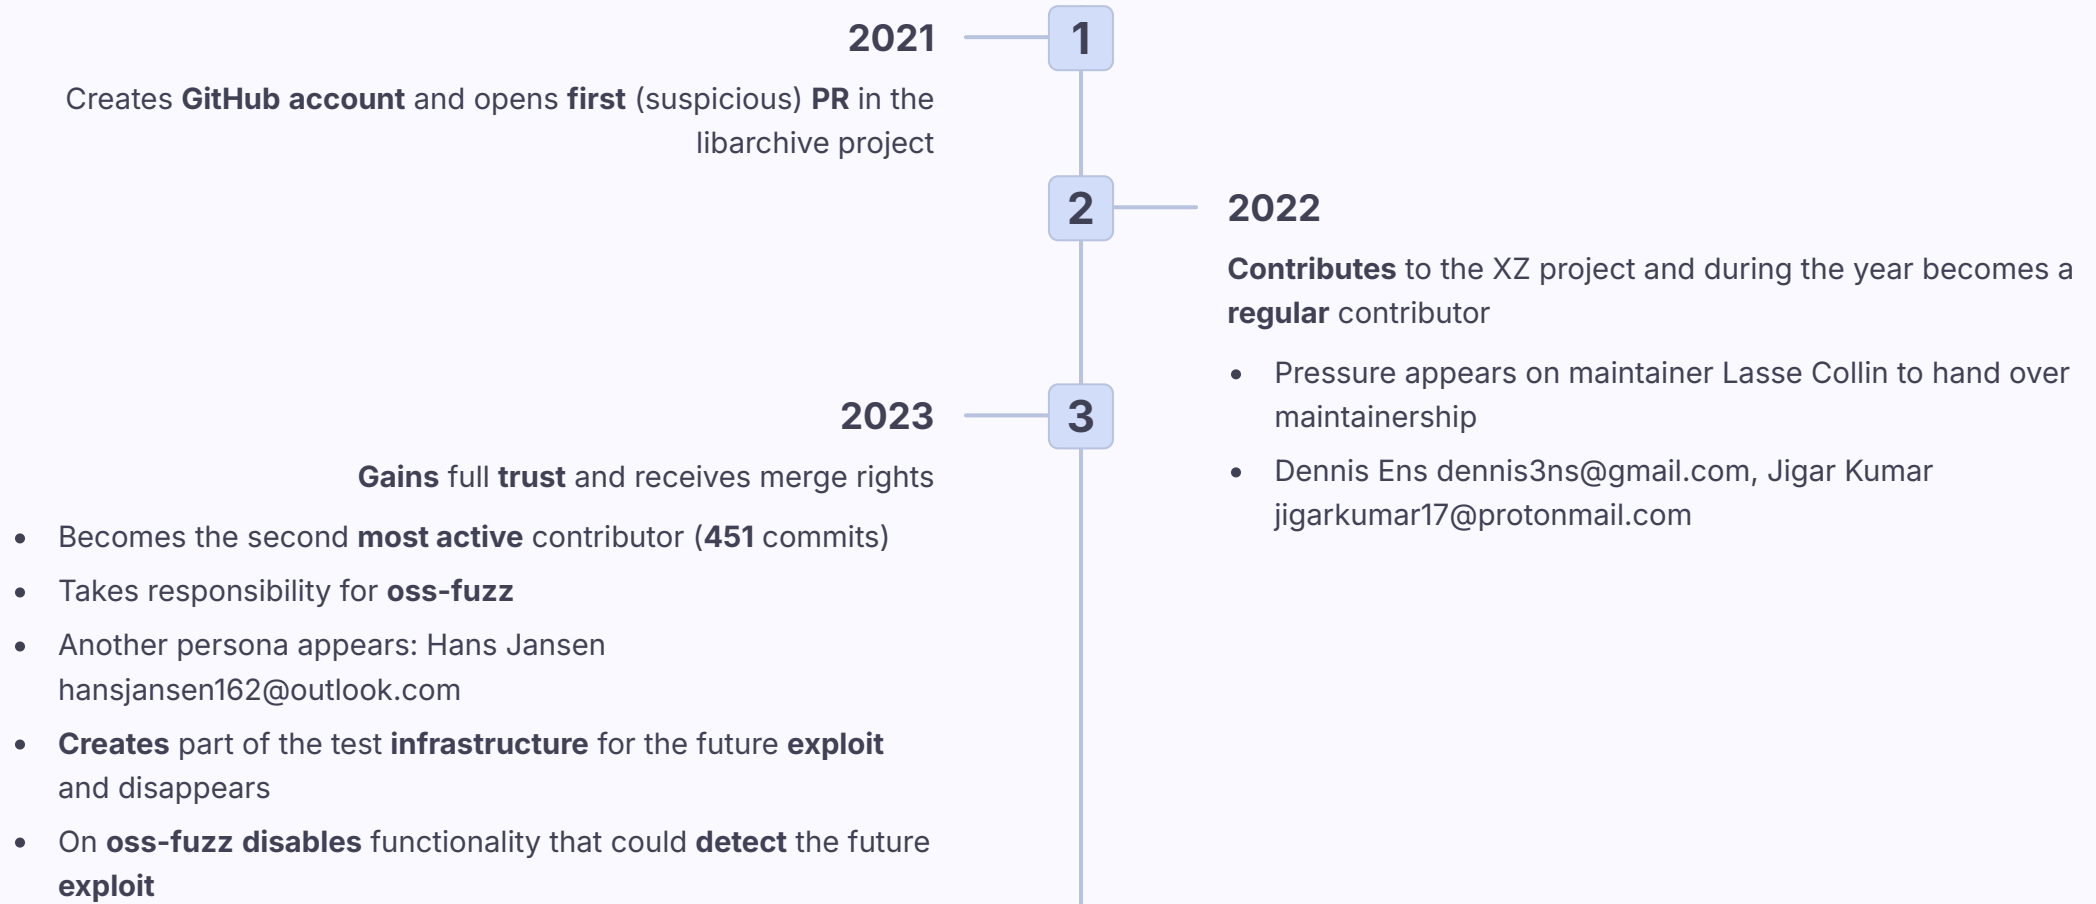 2021
1
Creates GitHub account and opens first (suspicious) PR in the
libarchive project
2
2022
Contributes to the XZ project and during the year becomes a
regular contributor
• Pressure appears on maintainer Lasse Collin to hand over
maintainership
• Dennis Ens dennis3ns@gmail.com, Jigar Kumar
jigarkumar17@protonmail.com
2023
3
Gains full trust and receives merge rights
• Becomes the second most active contributor (451 commits)
• Takes responsibility for oss-fuzz
• Another persona appears: Hans Jansen
hansjansen162@outlook.com
• Creates part of the test infrastructure for the future exploit
and disappears
• On oss-fuzz disables functionality that could detect the future
exploit